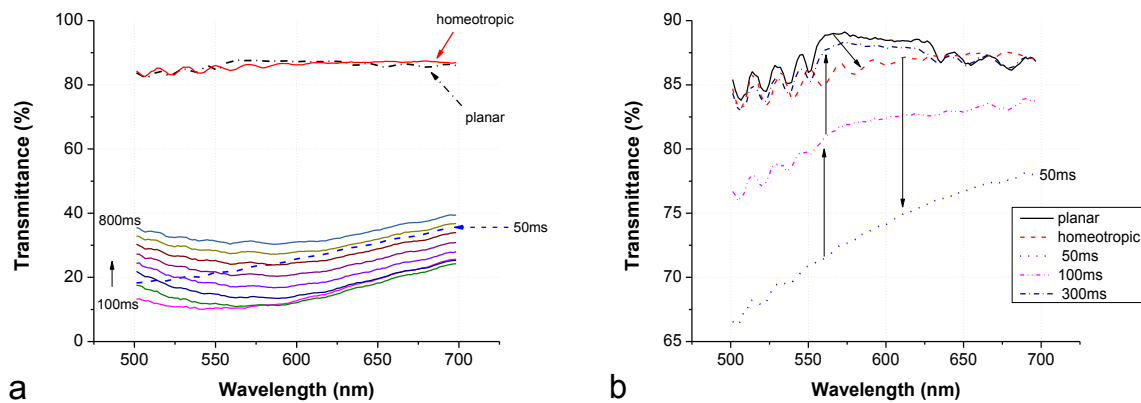 100
80
60
40
20
0
Transmittance (%)
homeotropic
planar
800ms
100ms
50ms
500 550 600 650 700
Wavelength (nm)
a
90
85
80
75
70
65
Transmittance (%)
50ms
planar
homeotropic
50ms
100ms
300ms
500 550 600 650 700
Wavelength (nm)
b